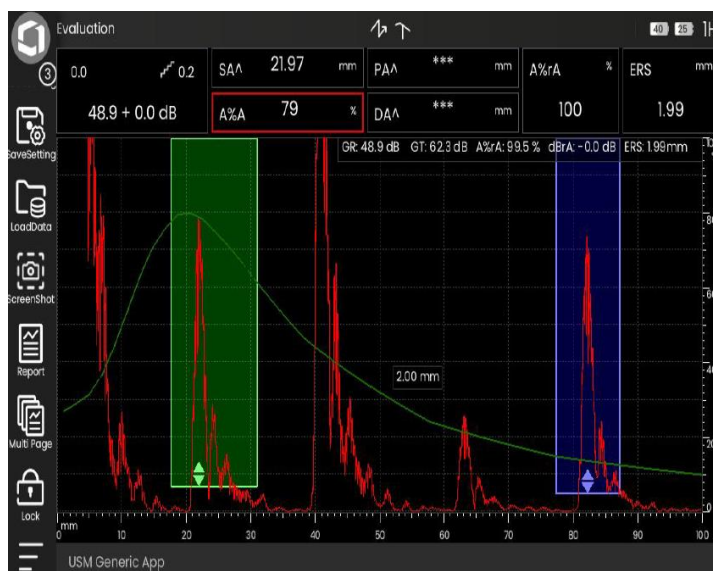 Evaluation
40 25 1H
3
0.0 0.2
48.9 + 0.0 dB
SA^ 21.97 mm
A%A 79 %
PA^ *** mm
DA^ *** mm
A%rA %
100
ERS mm
1.99
GR: 48.9 dB GT: 62.3 dB A%rA: 99.5 % dBrA: -0.0 dB ERS: 1.99mm
SaveSetting
LoadData
ScreenShot
Report
Multi Page
Lock
2.00 mm
mm
0 10 20 30 40 50 60 70 80 90 100
USM Generic App